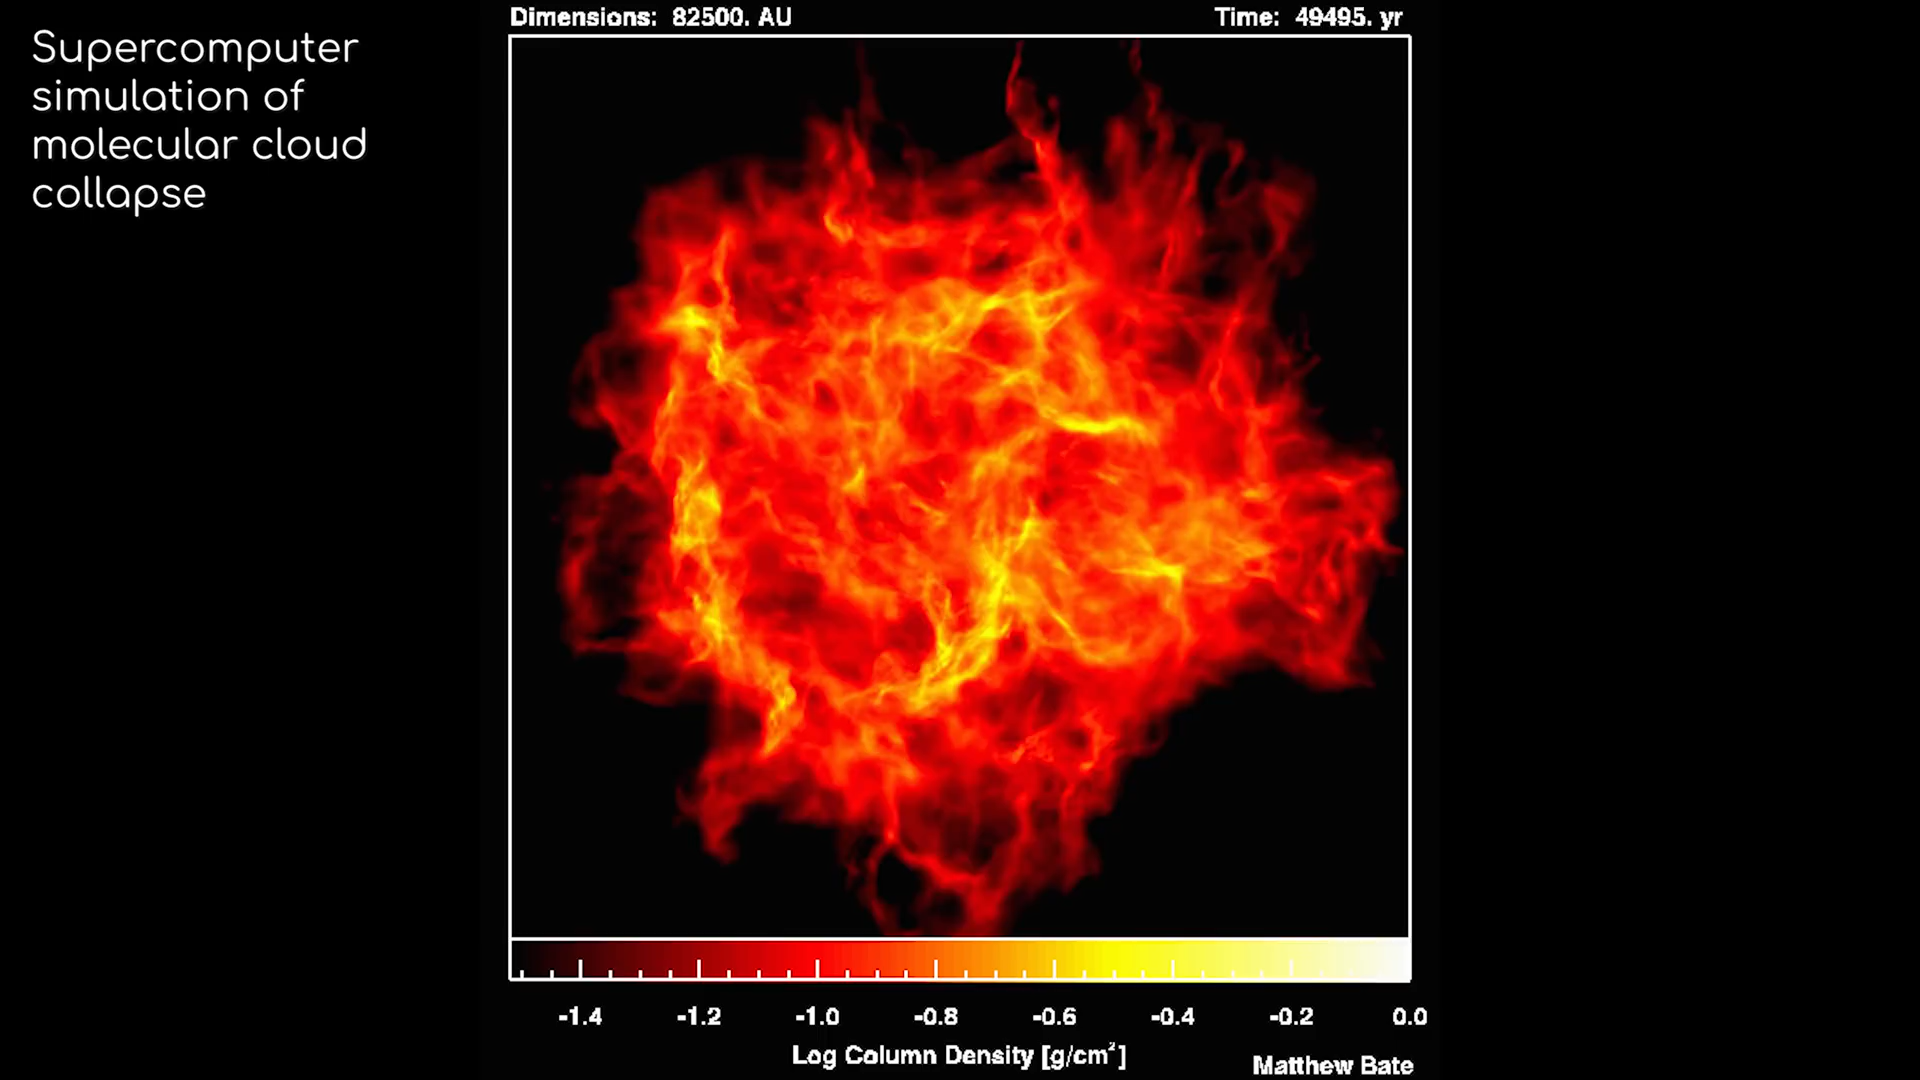 Supercomputer
simulation of
molecular cloud
collapse
Dimensions: 82500. AU
Time: 49495. yr
-1.4 -1.2 -1.0 -0.8 -0.6 -0.4 -0.2 0.0
Log Column Density [g/cm²]
Matthew Bate